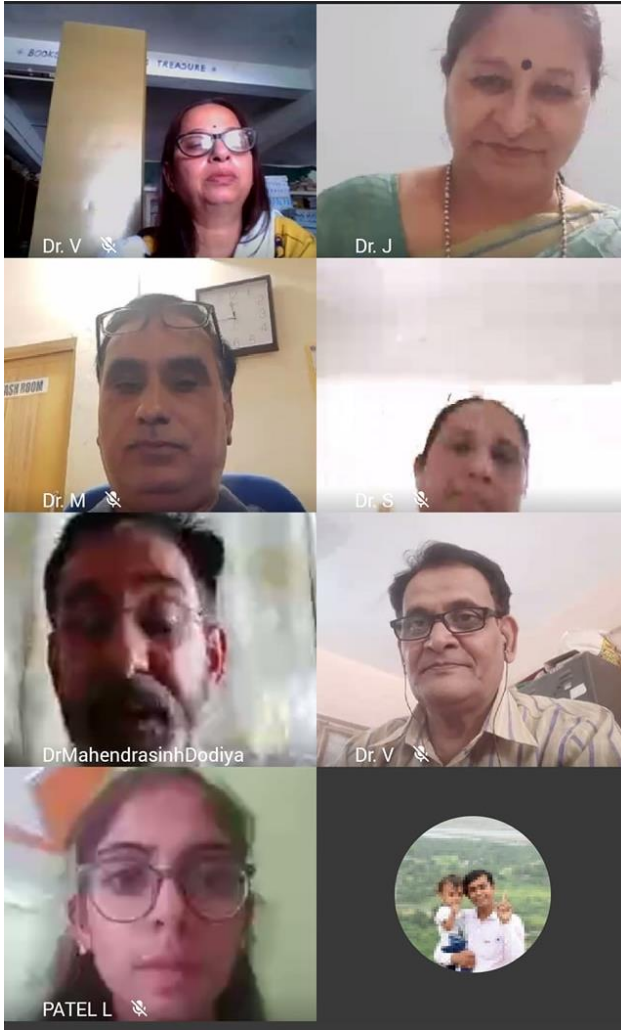 * BOOKS
TREASURE *
Dr. V
Dr. J
ASH ROOM
Dr. M
Dr. S
DrMahendrasinhDodiya
Dr. V
PATEL L